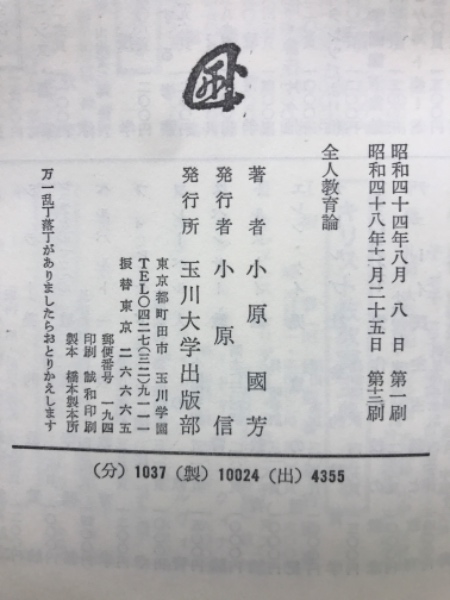 昭和四十四年八月 八 日 第一刷
昭和四十八年十二月二十五日 第十三刷
全人教育論
著 者 小 原 國 芳
発行者 小 原 信
発行所 玉川大学出版部
東京都町田市 玉川学園
TEL〇四二七(三二)九一一一
振替東京 二六六六五
郵便番号 一九四
印刷 誠和印刷
製本 橋本製本所
万一乱丁落丁がありましたらおとりかえします
(分) 1037 (製) 10024 (出) 4355